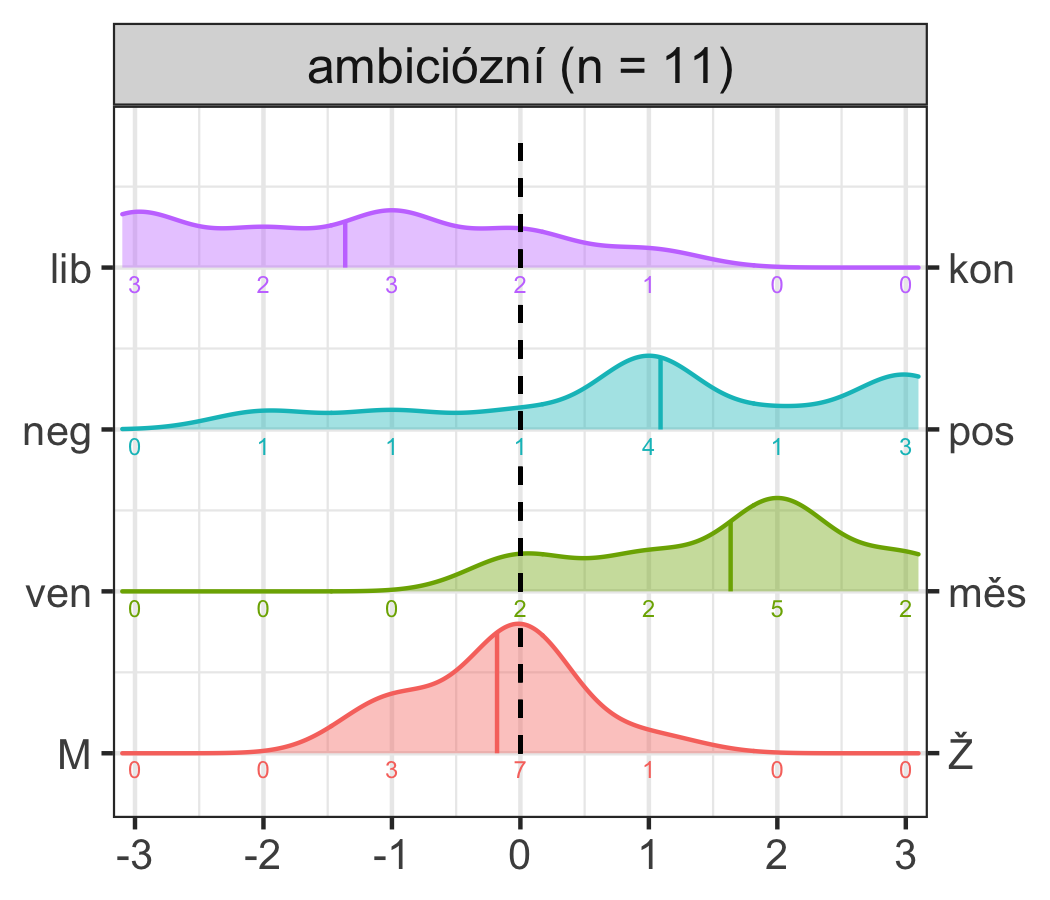 ambiciózní (n = 11)
lib kon
3 2 3 2 1 0 0
neg pos
0 1 1 1 4 1 3
ven měs
0 0 0 2 2 5 2
M Ž
0 0 3 7 1 0 0
-3 -2 -1 0 1 2 3